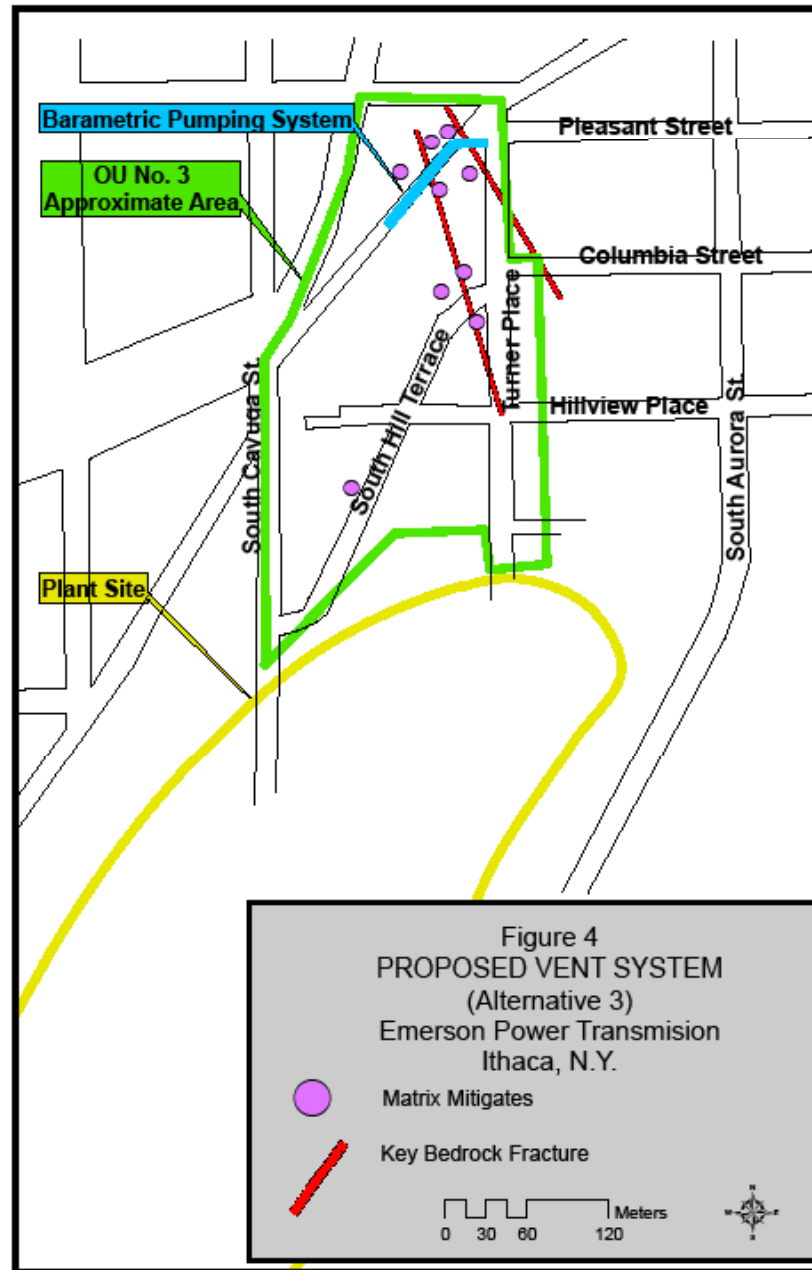 Barametric Pumping System
OU No. 3
Approximate Area
Pleasant Street
Columbia Street
Turner Place
South Hill Terrace
Hillview Place
South Cayuga St.
South Aurora St.
Plant Site
Figure 4
PROPOSED VENT SYSTEM
(Alternative 3)
Emerson Power Transmision
Ithaca, N.Y.
Matrix Mitigates
Key Bedrock Fracture
Meters
0 30 60 120
N
W E
S